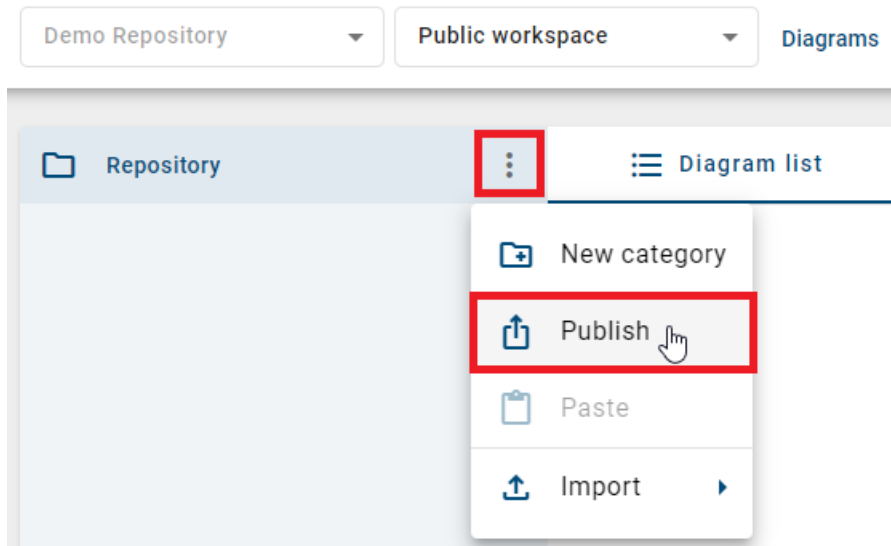 Demo Repository
Public workspace
Diagrams
Repository
Diagram list
New category
Publish
Paste
Import